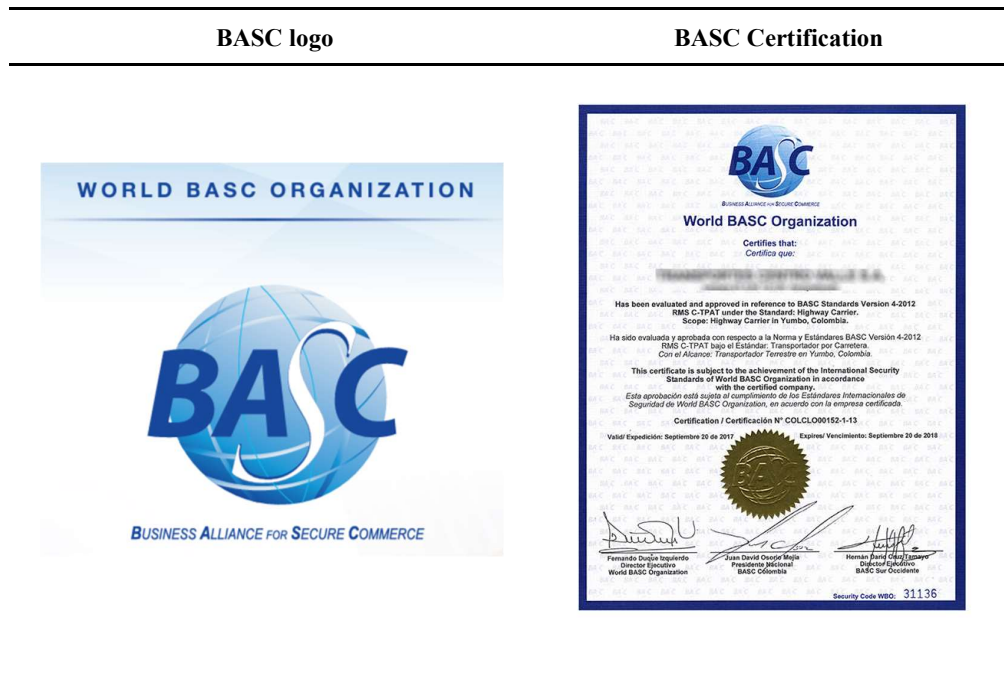 BASC logo
BASC Certification
WORLD BASC ORGANIZATION
BASC
BUSINESS ALLIANCE FOR SECURE COMMERCE
BASC
BUSINESS ALLIANCE FOR SECURE COMMERCE
World BASC Organization
Certifies that:
Certifica que:
Has been evaluated and approved in reference to BASC Standards Version 4-2012
RMS C-TPAT under the Standard: Highway Carrier.
Scope: Highway Carrier in Yumbo, Colombia.
Ha sido evaluada y aprobada con respecto a la Norma y Estándares BASC Versión 4-2012
RMS C-TPAT bajo el Estándar: Transportador por Carretera.
Con el Alcance: Transportador Terrestre en Yumbo, Colombia.
This certificate is subject to the achievement of the International Security
Standards of World BASC Organization in accordance
with the certified company.
Esta aprobación está sujeta al cumplimiento de los Estándares Internacionales de
Seguridad de World BASC Organization, en acuerdo con la empresa certificada.
Certification / Certificación N° COLCLO00152-1-13
Valid/ Expedición: Septiembre 20 de 2017
Expires/ Vencimiento: Septiembre 20 de 2018
BASC
Fernando Duque Izquierdo
Director Ejecutivo
World BASC Organization
Juan David Osorio Mejía
Presidente Nacional
BASC Colombia
Hernán Darío Cruz Tamayo
Director Ejecutivo
BASC Sur Occidente
Security Code WBO: 31136